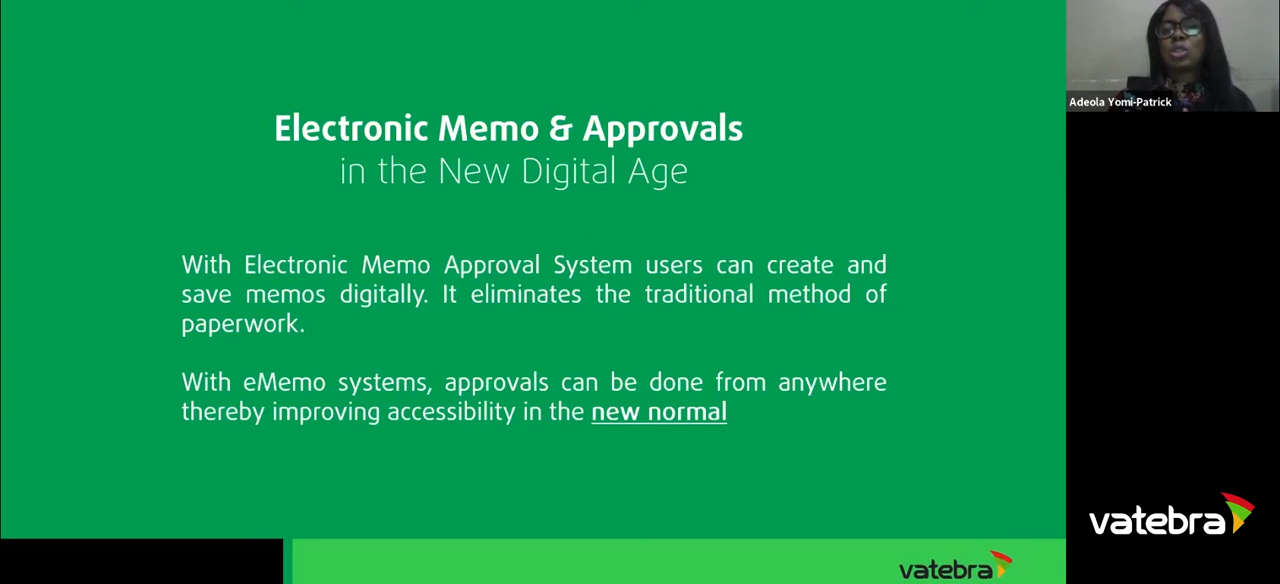 Electronic Memo & Approvals
in the New Digital Age
With Electronic Memo Approval System users can create and
save memos digitally. It eliminates the traditional method of
paperwork.
With eMemo systems, approvals can be done from anywhere
thereby improving accessibility in the new normal
vatebra
Adeola Yomi-Patrick
vatebra